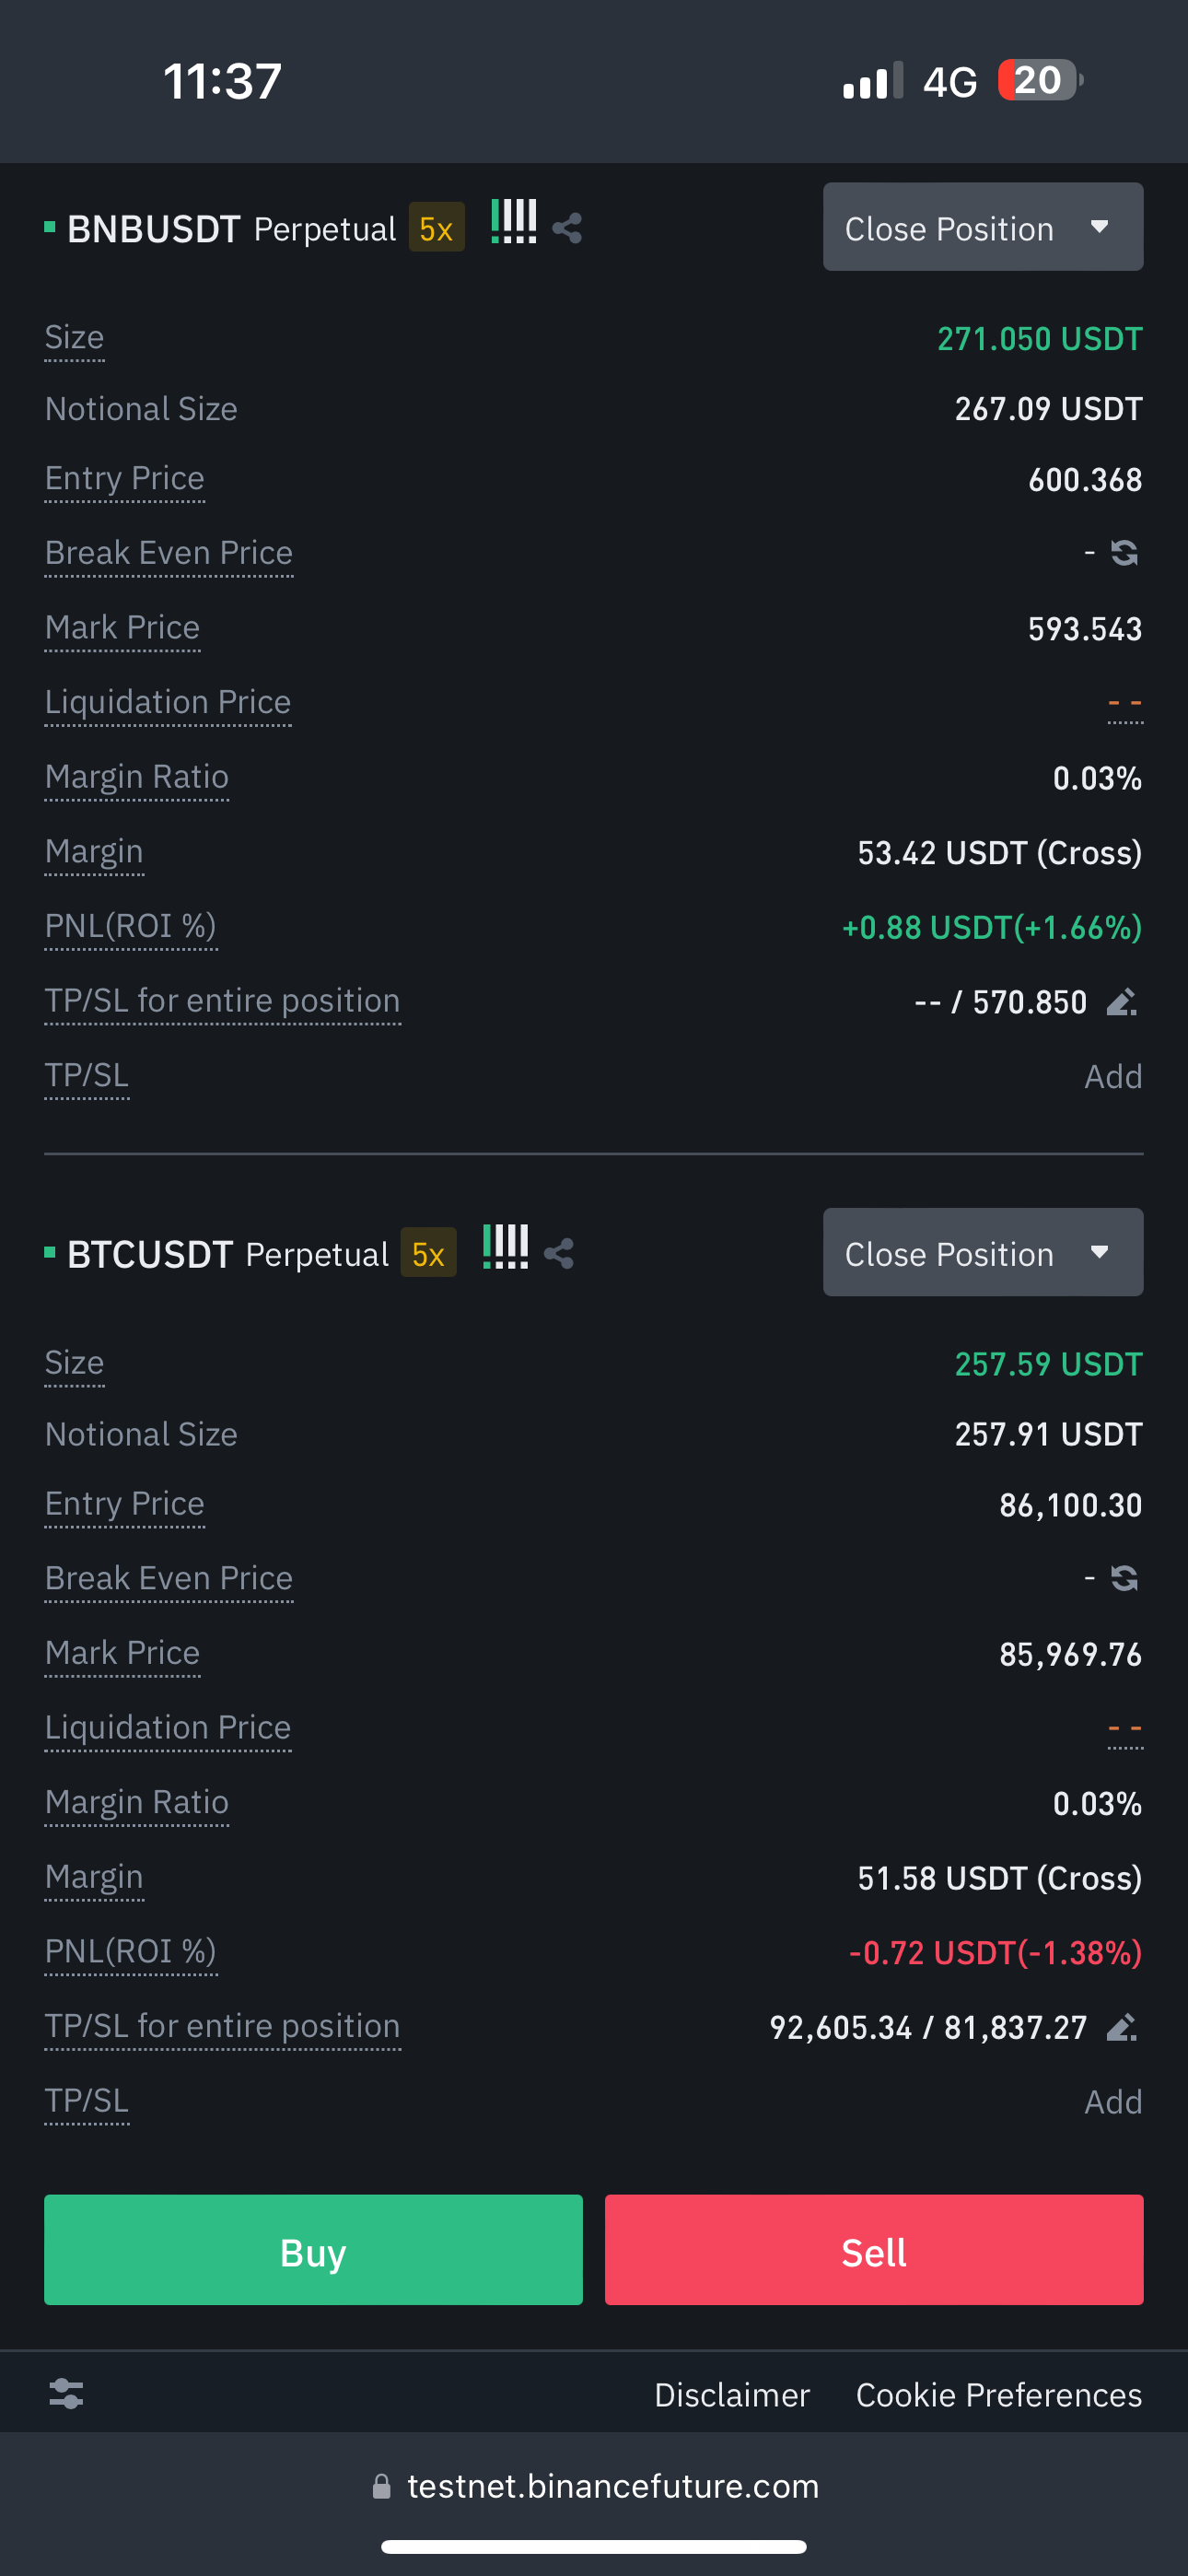 11:37 4G 20
BNBUSDT Perpetual 5x Close Position
Size 271.050 USDT
Notional Size 267.09 USDT
Entry Price 600.368
Break Even Price -
Mark Price 593.543
Liquidation Price - -
Margin Ratio 0.03%
Margin 53.42 USDT (Cross)
PNL(ROI %) +0.88 USDT(+1.66%)
TP/SL for entire position -- / 570.850
TP/SL Add
BTCUSDT Perpetual 5x Close Position
Size 257.59 USDT
Notional Size 257.91 USDT
Entry Price 86,100.30
Break Even Price -
Mark Price 85,969.76
Liquidation Price - -
Margin Ratio 0.03%
Margin 51.58 USDT (Cross)
PNL(ROI %) -0.72 USDT(-1.38%)
TP/SL for entire position 92,605.34 / 81,837.27
TP/SL Add
Buy Sell
Disclaimer Cookie Preferences
testnet.binancefuture.com